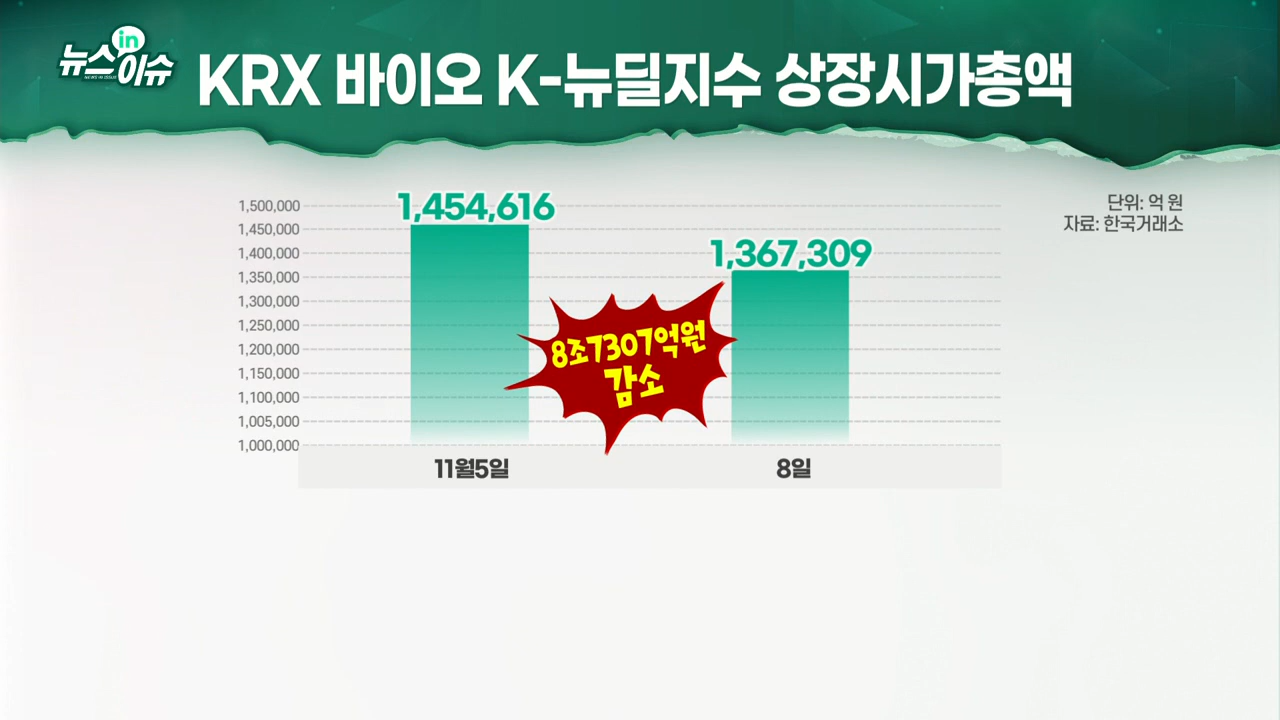 뉴스in이슈
KRX 바이오 K-뉴딜지수 상장시가총액
단위: 억 원
자료: 한국거래소
1,500,000
1,450,000
1,400,000
1,350,000
1,300,000
1,250,000
1,200,000
1,150,000
1,100,000
1,005,000
1,000,000
1,454,616
1,367,309
8조7307억원
감소
11월5일
8일